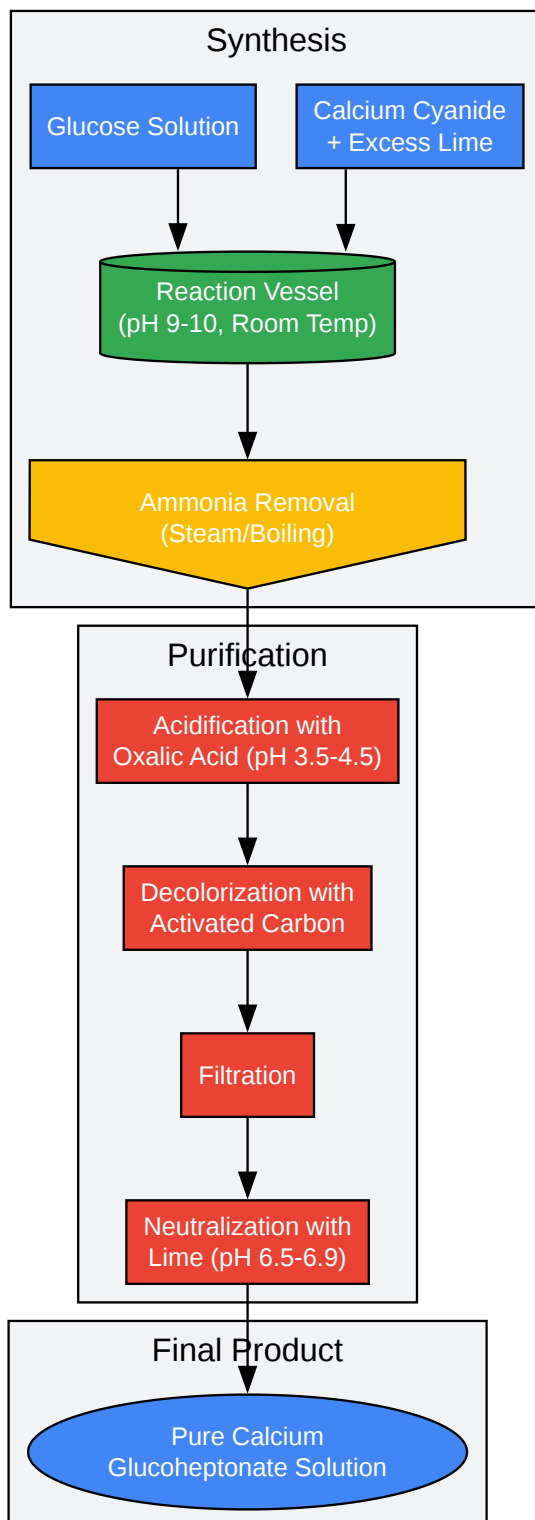 Synthesis
Glucose Solution
Calcium Cyanide
+ Excess Lime
Reaction Vessel
(pH 9-10, Room Temp)
Ammonia Removal
(Steam/Boiling)
Purification
Acidification with
Oxalic Acid (pH 3.5-4.5)
Decolorization with
Activated Carbon
Filtration
Neutralization with
Lime (pH 6.5-6.9)
Final Product
Pure Calcium
Glucoheptonate Solution